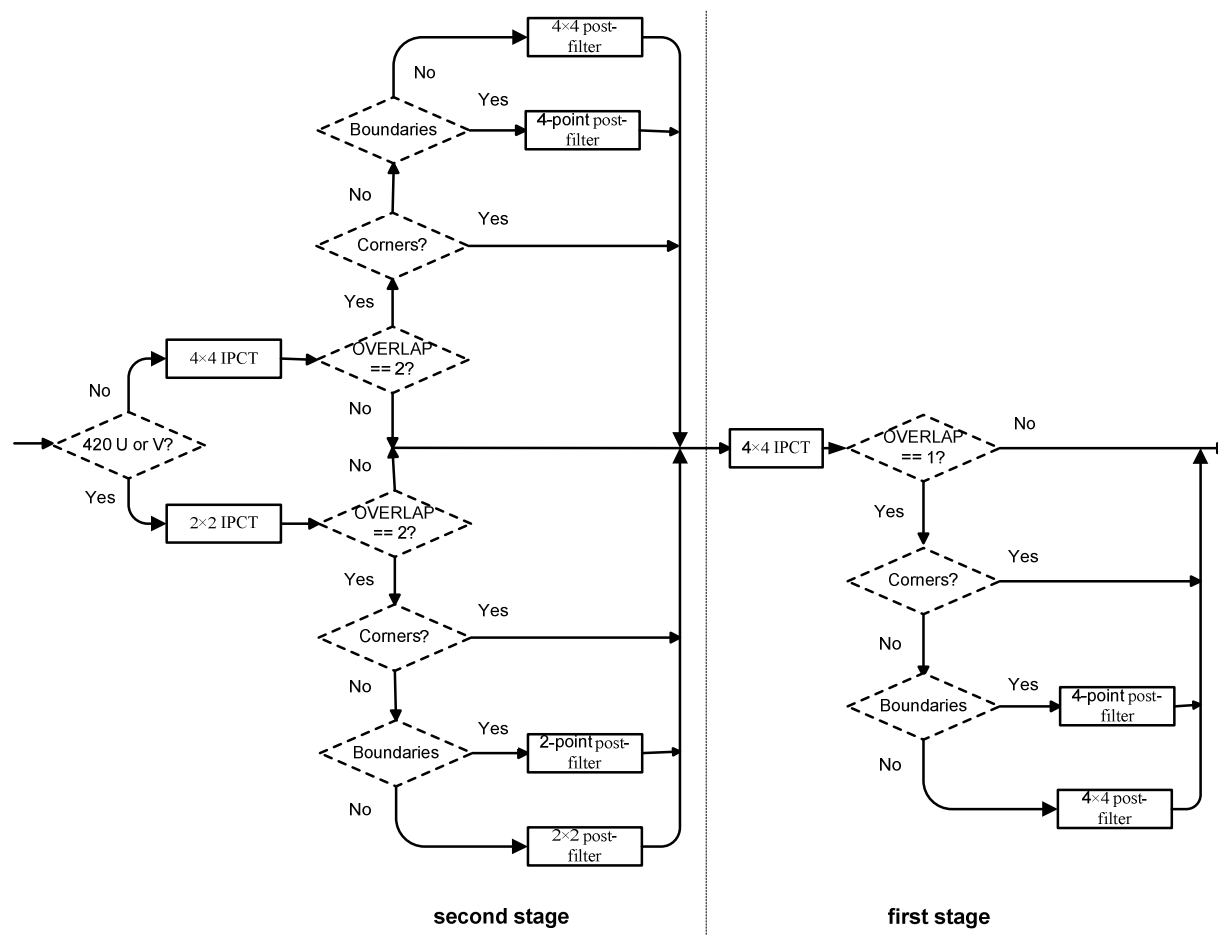 4×4 post-
filter
No
Yes
Boundaries
4-point post-
filter
No
Yes
Corners?
Yes
4×4 IPCT
OVERLAP
== 2?
No
No
420 U or V?
Yes
No
2×2 IPCT
OVERLAP
== 2?
Yes
Yes
Corners?
No
Yes
Boundaries
2-point post-
filter
No
2×2 post-
filter
second stage
4×4 IPCT
OVERLAP
== 1?
No
Yes
Yes
Corners?
No
Yes
Boundaries
4-point post-
filter
No
4×4 post-
filter
first stage